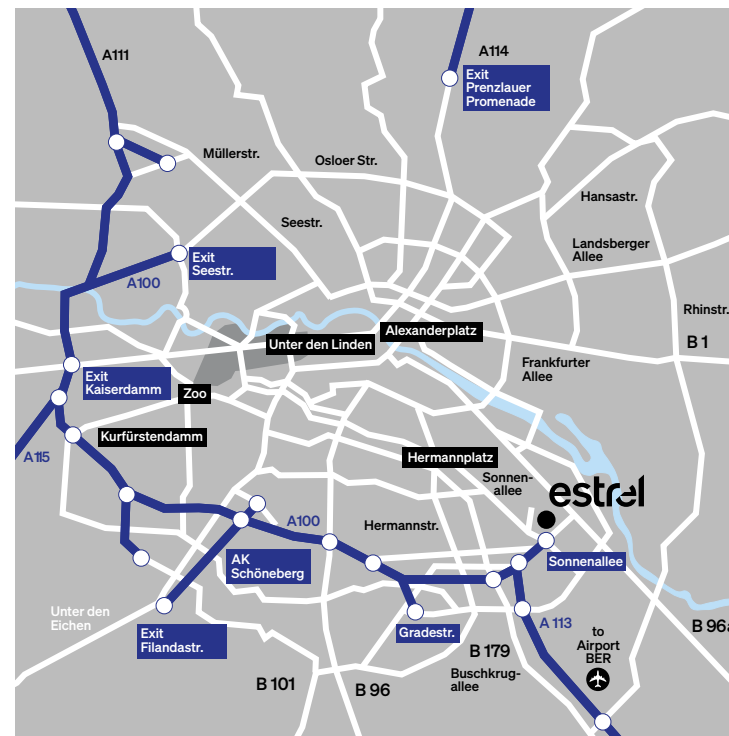 A111
A114
Exit
Prenzlauer
Promenade
Müllerstr.
Osloer Str.
Hansastr.
Seestr.
Landsberger
Allee
Exit
Seestr.
A100
Rhinstr.
Alexanderplatz
B 1
Unter den Linden
Frankfurter
Allee
Exit
Kaiserdamm
Zoo
Kurfürstendamm
A115
Hermannplatz
Sonnen-
allee
estrel
A100
Hermannstr.
AK
Schöneberg
Sonnenallee
Unter den
Eichen
Exit
Filandastr.
Gradestr.
A 113
to
Airport
BER
B 96a
B 179
Buschkrug-
allee
B 101
B 96